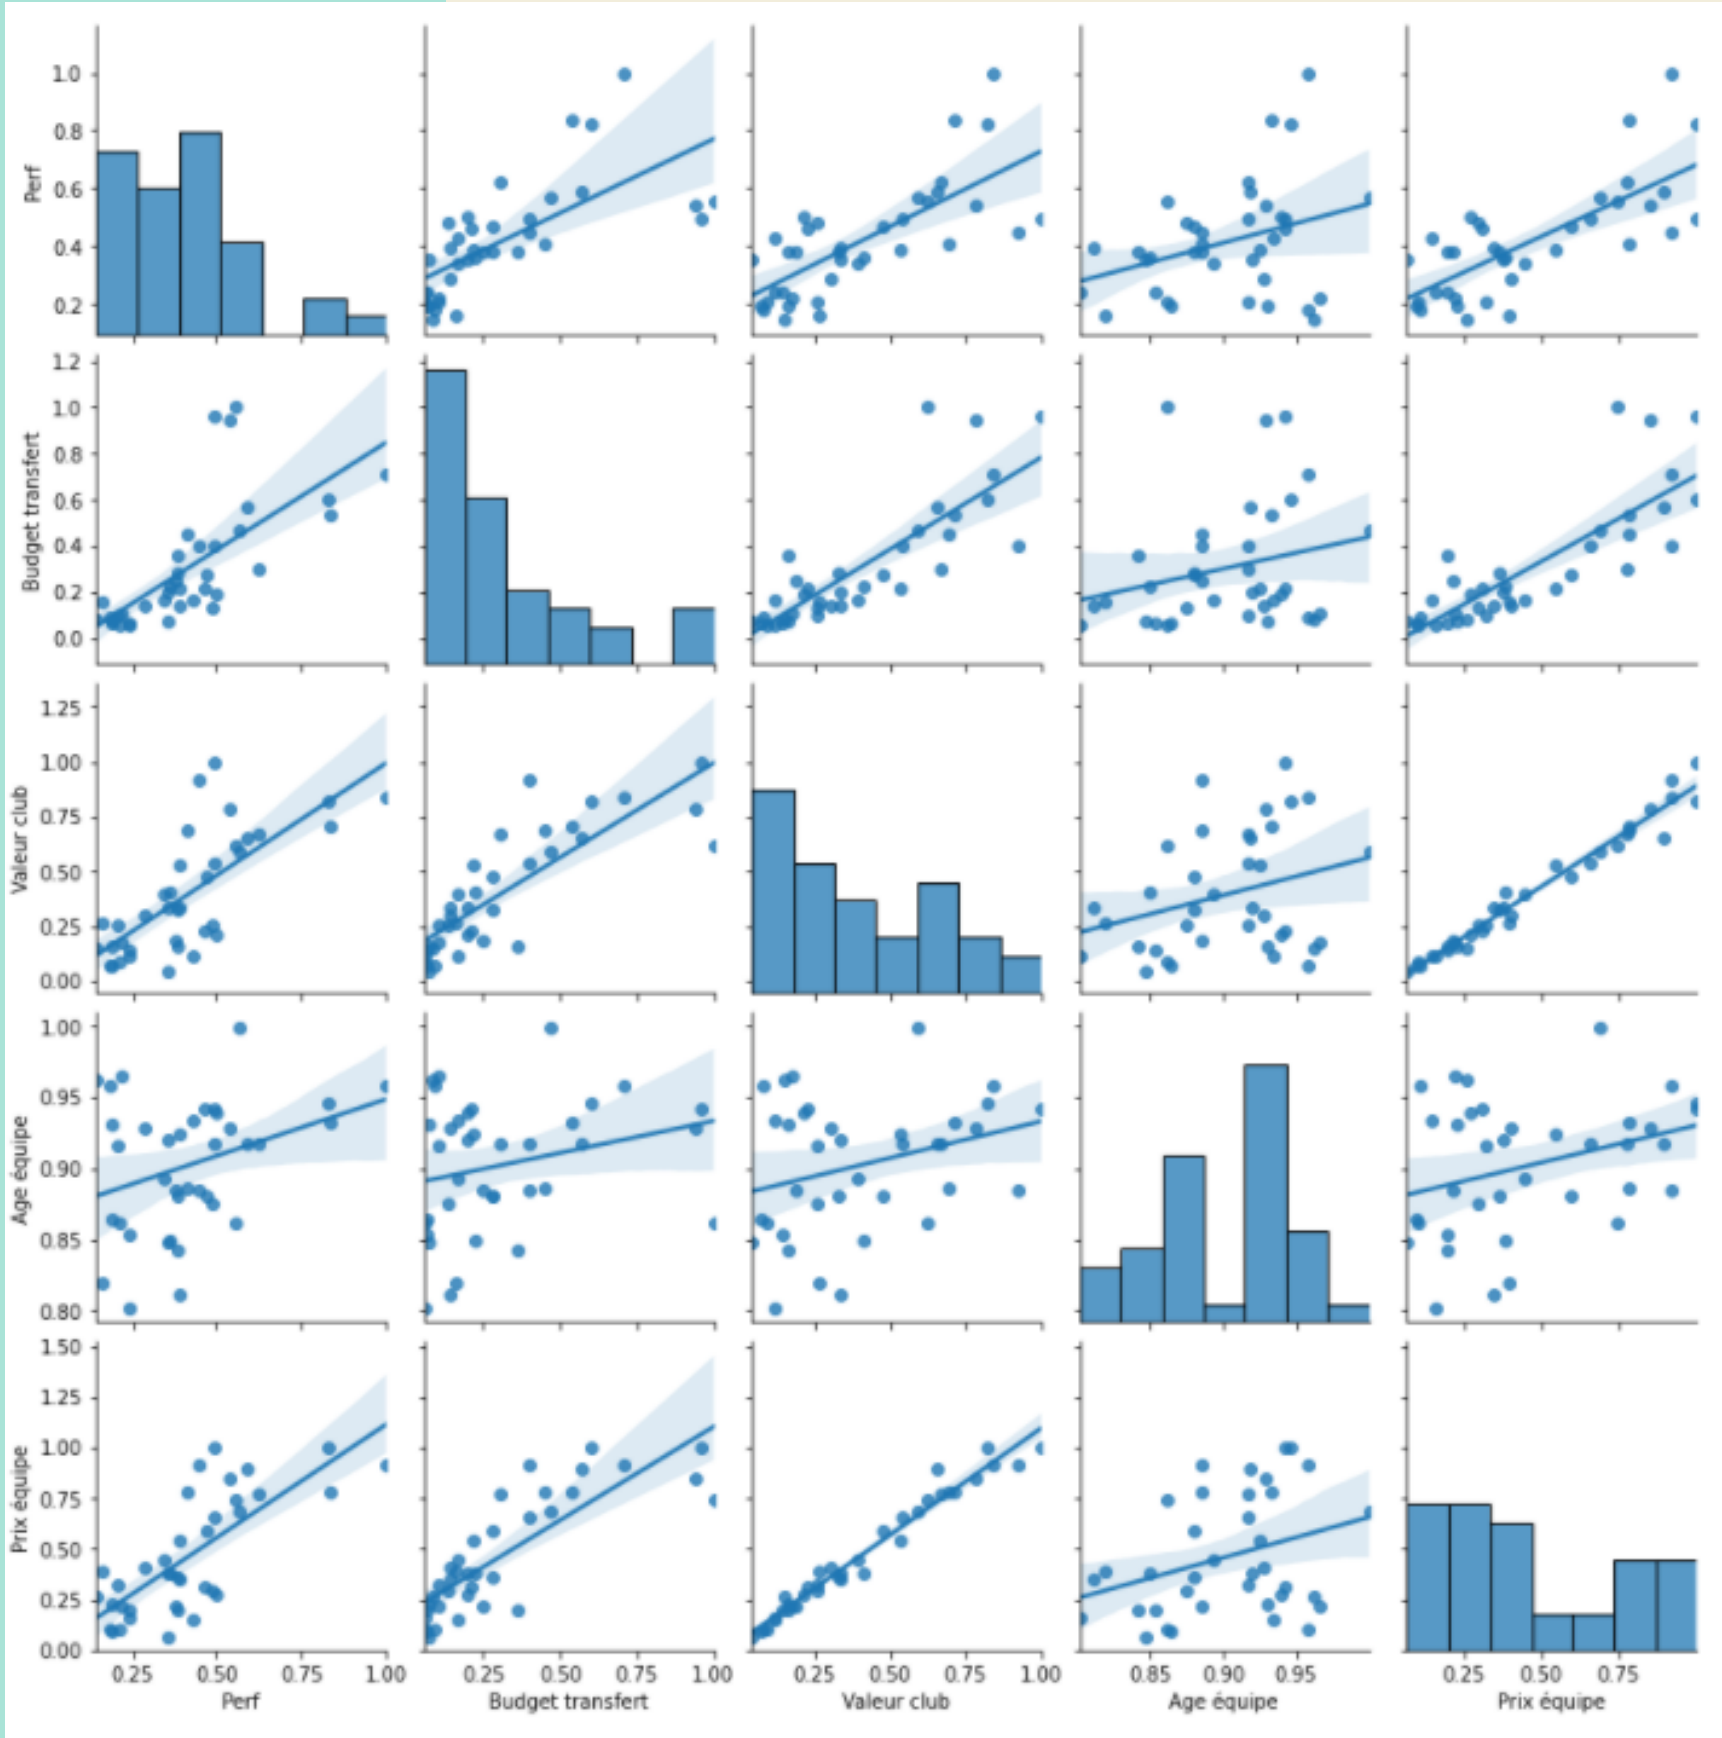 1.0
0.8
0.6
0.4
0.2
Perf
1.2
1.0
0.8
0.6
0.4
0.2
0.0
Budget transfert
1.25
1.00
0.75
0.50
0.25
0.00
Valeur club
1.00
0.95
0.90
0.85
0.80
Age équipe
1.50
1.25
1.00
0.75
0.50
0.25
0.00
Prix équipe
0.25 0.50 0.75 1.00
Perf
0.25 0.50 0.75 1.00
Budget transfert
0.25 0.50 0.75 1.00
Valeur club
0.85 0.90 0.95
Age équipe
0.25 0.50 0.75
Prix équipe